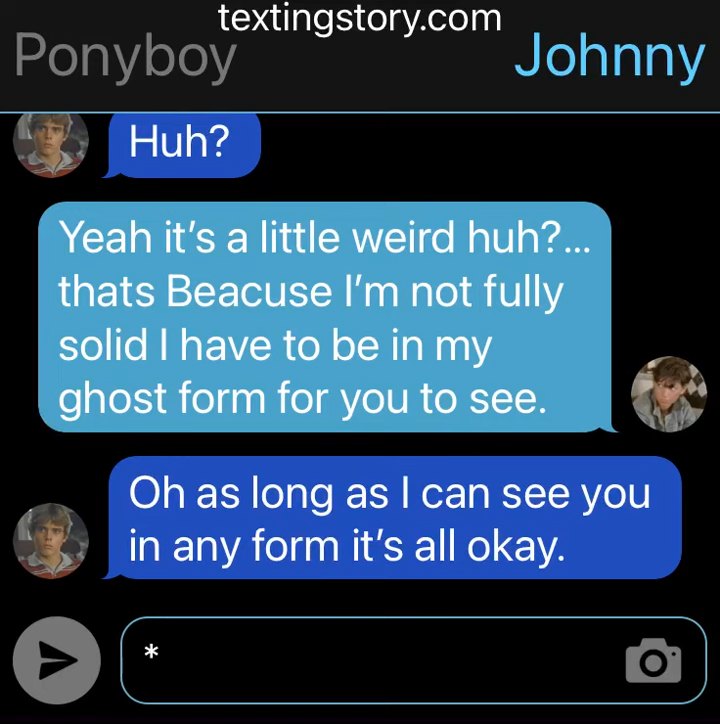 textingstory.com
Ponyboy
Johnny
Huh?
Yeah it's a little weird huh?...
thats Beacuse I'm not fully
solid I have to be in my
ghost form for you to see.
Oh as long as I can see you
in any form it's all okay.
*